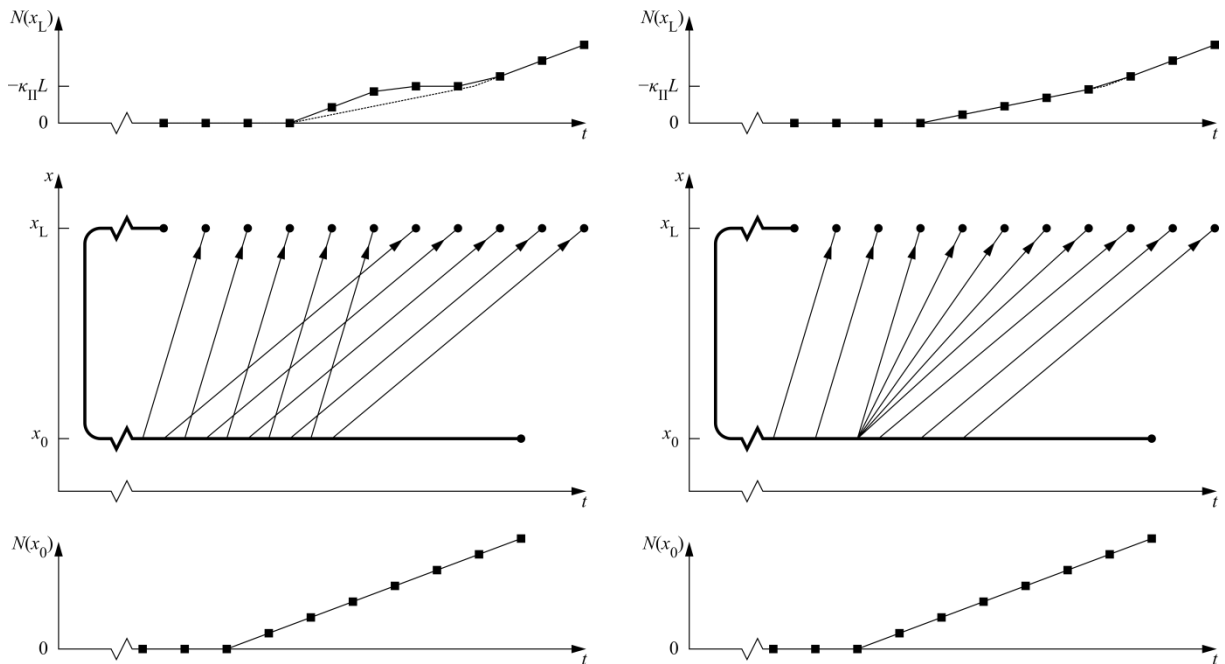 N(x_L)
−κ_II L
0
t
x
x_L
x_0
t
N(x_0)
0
t
N(x_L)
−κ_II L
0
t
x
x_L
x_0
t
N(x_0)
0
t